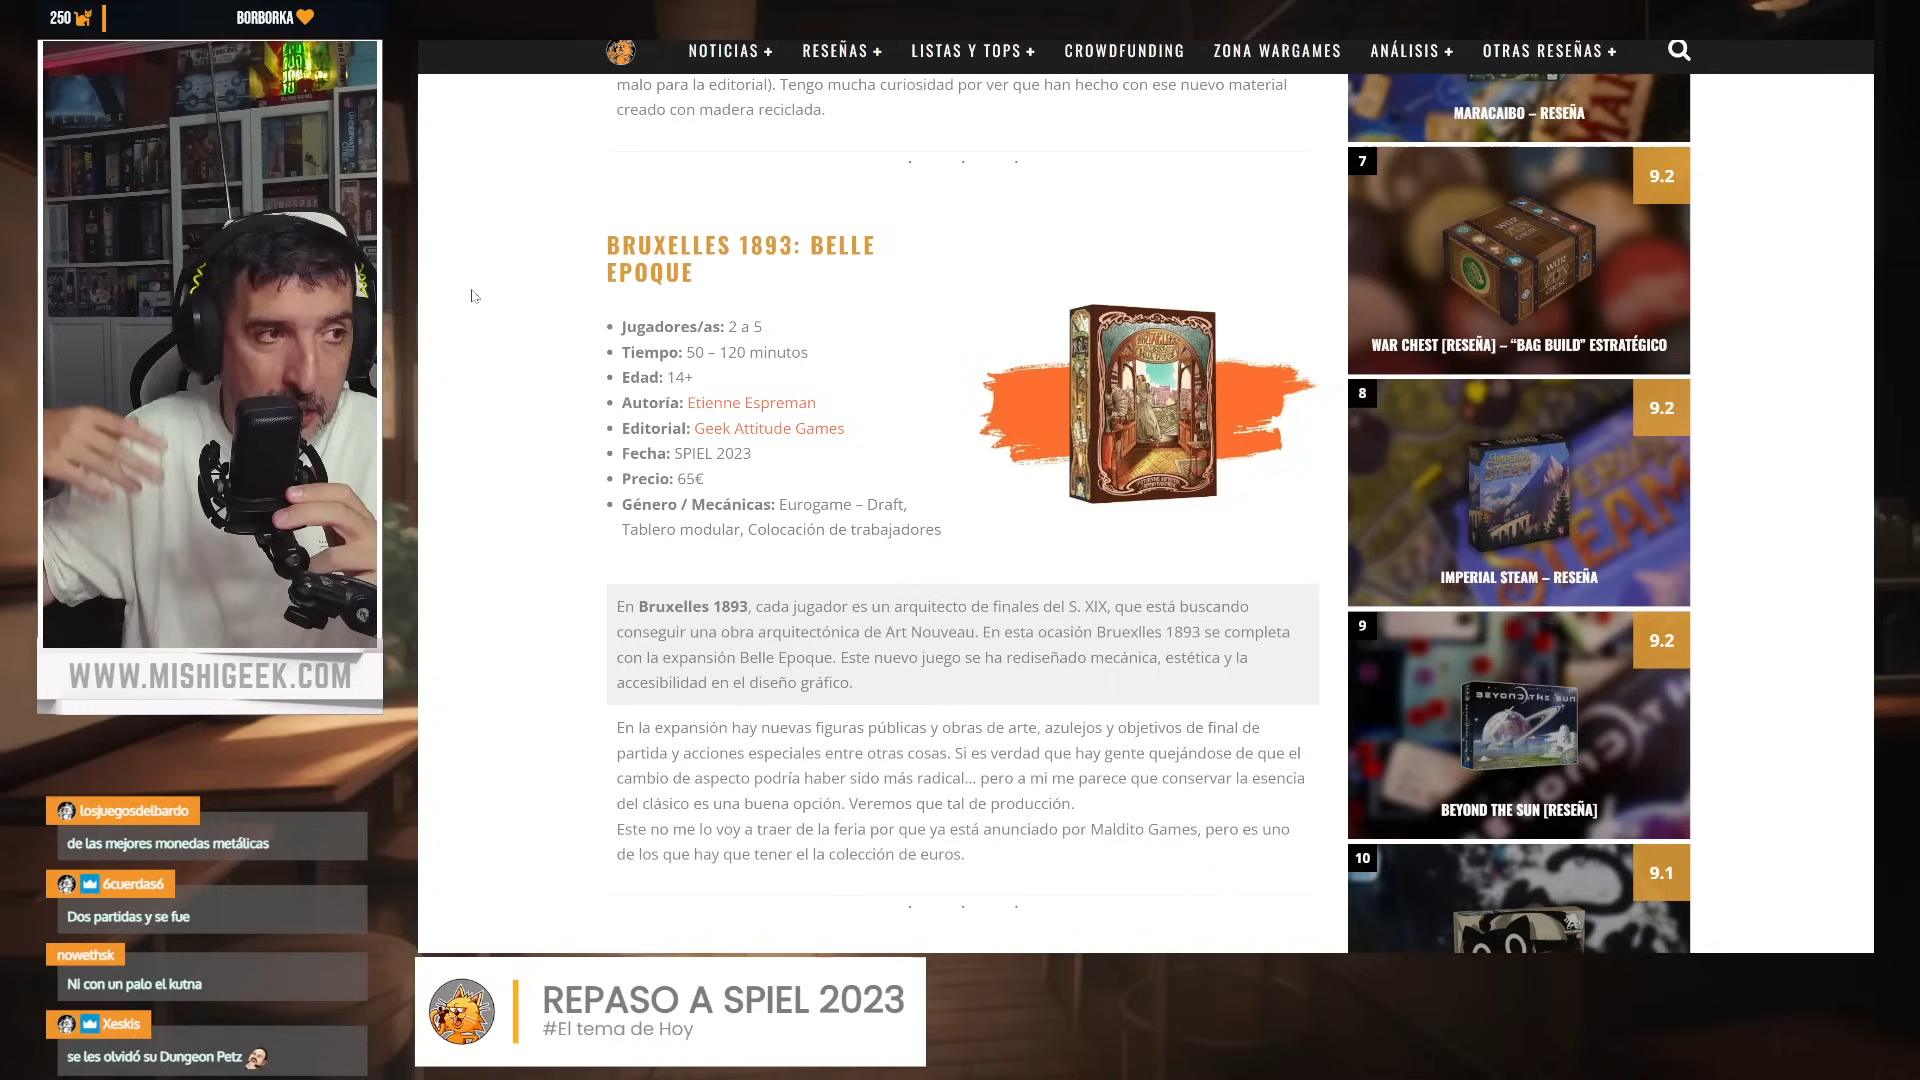 250
BORBORKA
NOTICIAS +
RESEÑAS +
LISTAS Y TOPS +
CROWDFUNDING
ZONA WARGAMES
ANÁLISIS +
OTRAS RESEÑAS +
malo para la editorial). Tengo mucha curiosidad por ver que han hecho con ese nuevo material
creado con madera reciclada.
BRUXELLES 1893: BELLE
EPOQUE
• Jugadores/as: 2 a 5
• Tiempo: 50 – 120 minutos
• Edad: 14+
• Autoría: Etienne Espreman
• Editorial: Geek Attitude Games
• Fecha: SPIEL 2023
• Precio: 65€
• Género / Mecánicas: Eurogame – Draft,
Tablero modular, Colocación de trabajadores
En Bruxelles 1893, cada jugador es un arquitecto de finales del S. XIX, que está buscando
conseguir una obra arquitectónica de Art Nouveau. En esta ocasión Bruexlles 1893 se completa
con la expansión Belle Epoque. Este nuevo juego se ha rediseñado mecánica, estética y la
accesibilidad en el diseño gráfico.
En la expansión hay nuevas figuras públicas y obras de arte, azulejos y objetivos de final de
partida y acciones especiales entre otras cosas. Si es verdad que hay gente quejándose de que el
cambio de aspecto podría haber sido más radical… pero a mi me parece que conservar la esencia
del clásico es una buena opción. Veremos que tal de producción.
Este no me lo voy a traer de la feria por que ya está anunciado por Maldito Games, pero es uno
de los que hay que tener el la colección de euros.
MARACAIBO – RESEÑA
7
9.2
WAR CHEST
WAR CHEST [RESEÑA] – “BAG BUILD” ESTRATÉGICO
8
9.2
IMPERIAL STEAM
STEAM
IMPERIAL STEAM – RESEÑA
9
9.2
BEYOND THE SUN
BEYOND THE SUN [RESEÑA]
10
9.1
WWW.MISHIGEEK.COM
losjuegosdelbardo
de las mejores monedas metálicas
6cuerdas6
Dos partidas y se fue
nowethsk
Ni con un palo el kutna
Xeskis
se les olvidó su Dungeon Petz
REPASO A SPIEL 2023
#El tema de Hoy